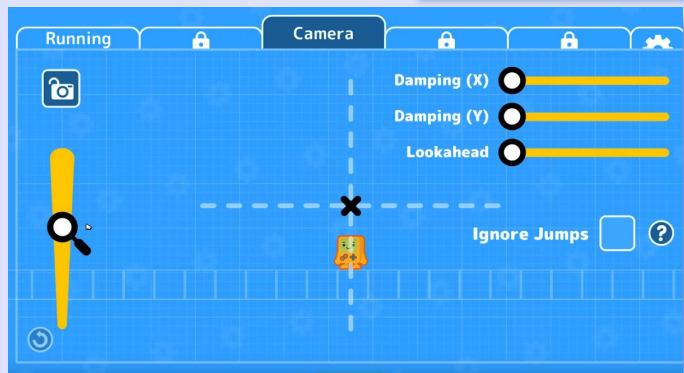 Running
Camera
Damping (X)
Damping (Y)
Lookahead
Ignore Jumps
?